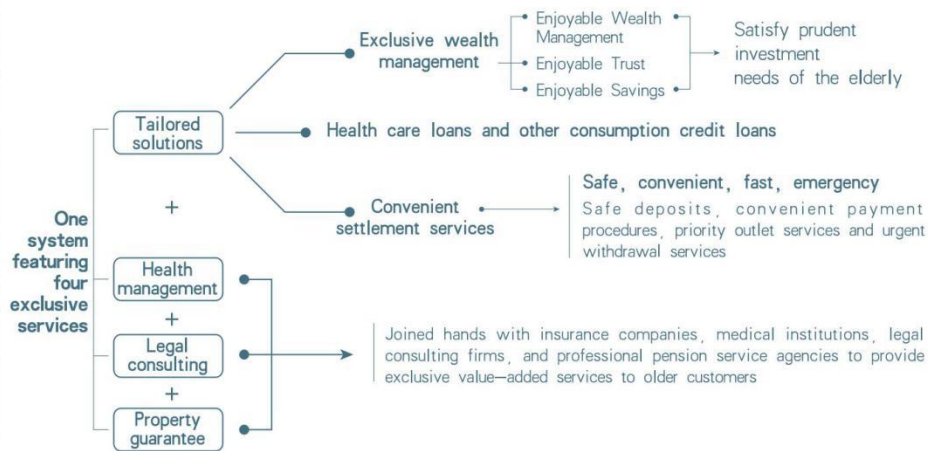 One
system
featuring
four
exclusive
services
Tailored
solutions
+
Health
management
+
Legal
consulting
+
Property
guarantee
Exclusive wealth
management
Enjoyable Wealth
Management
Enjoyable Trust
Enjoyable Savings
Satisfy prudent
investment
needs of the elderly
Health care loans and other consumption credit loans
Convenient
settlement services
Safe, convenient, fast, emergency
Safe deposits, convenient payment
procedures, priority outlet services and urgent
withdrawal services
Joined hands with insurance companies, medical institutions, legal
consulting firms, and professional pension service agencies to provide
exclusive value-added services to older customers